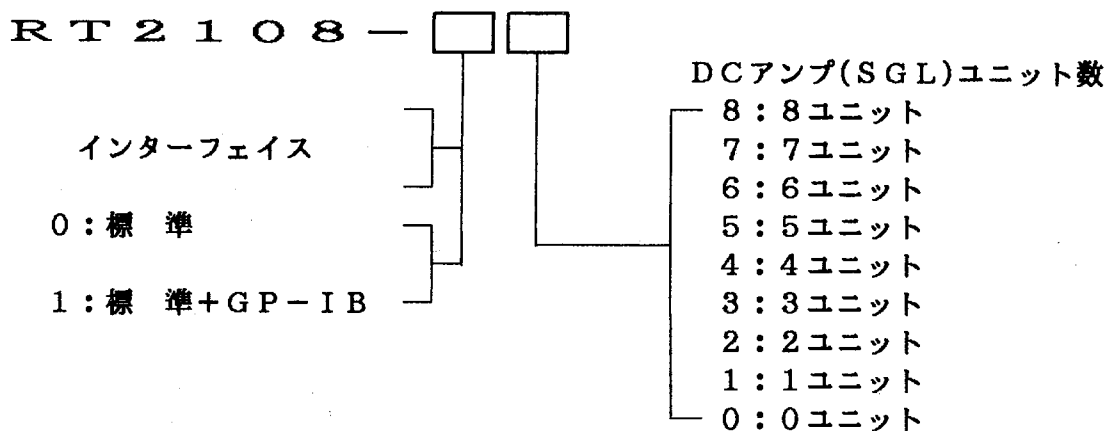 RT2108-
DCアンプ(SGL)ユニット数
8:8ユニット
7:7ユニット
6:6ユニット
5:5ユニット
4:4ユニット
3:3ユニット
2:2ユニット
1:1ユニット
0:0ユニット
インターフェイス
0:標 準
1:標 準+GP-IB